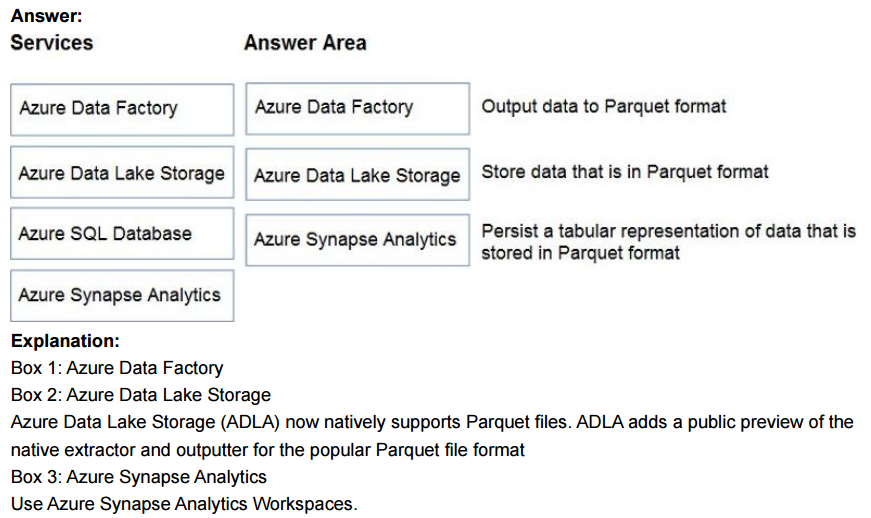 Answer:
Services Answer Area
Azure Data Factory Azure Data Factory Output data to Parquet format
Azure Data Lake Storage Azure Data Lake Storage Store data that is in Parquet format
Azure SQL Database Azure Synapse Analytics Persist a tabular representation of data that is
stored in Parquet format
Azure Synapse Analytics
Explanation:
Box 1: Azure Data Factory
Box 2: Azure Data Lake Storage
Azure Data Lake Storage (ADLA) now natively supports Parquet files. ADLA adds a public preview of the
native extractor and outputter for the popular Parquet file format
Box 3: Azure Synapse Analytics
Use Azure Synapse Analytics Workspaces.